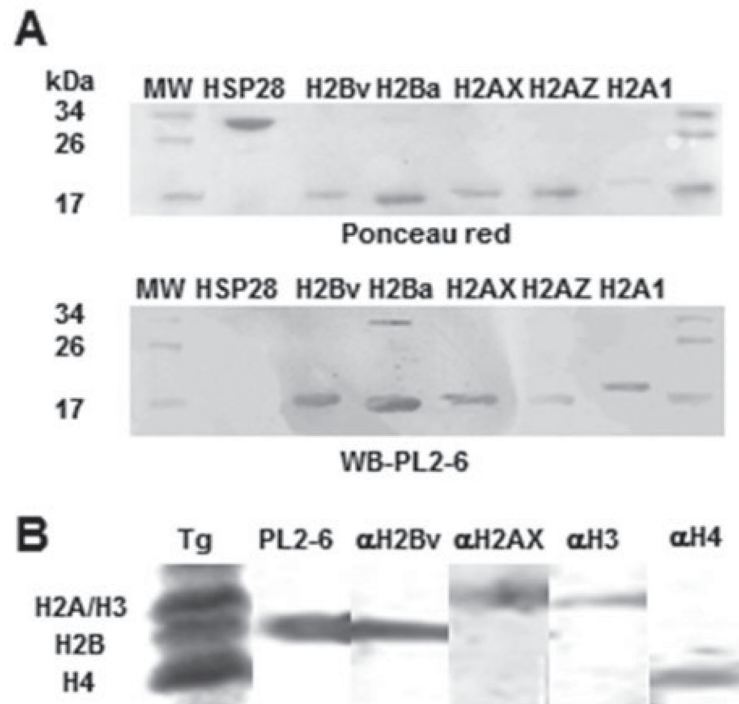 A
kDa
MW HSP28 H2Bv H2Ba H2AX H2AZ H2A1
34
26
17
Ponceau red
MW HSP28 H2Bv H2Ba H2AX H2AZ H2A1
34
26
17
WB-PL2-6
B
Tg PL2-6 αH2Bv αH2AX αH3 αH4
H2A/H3
H2B
H4